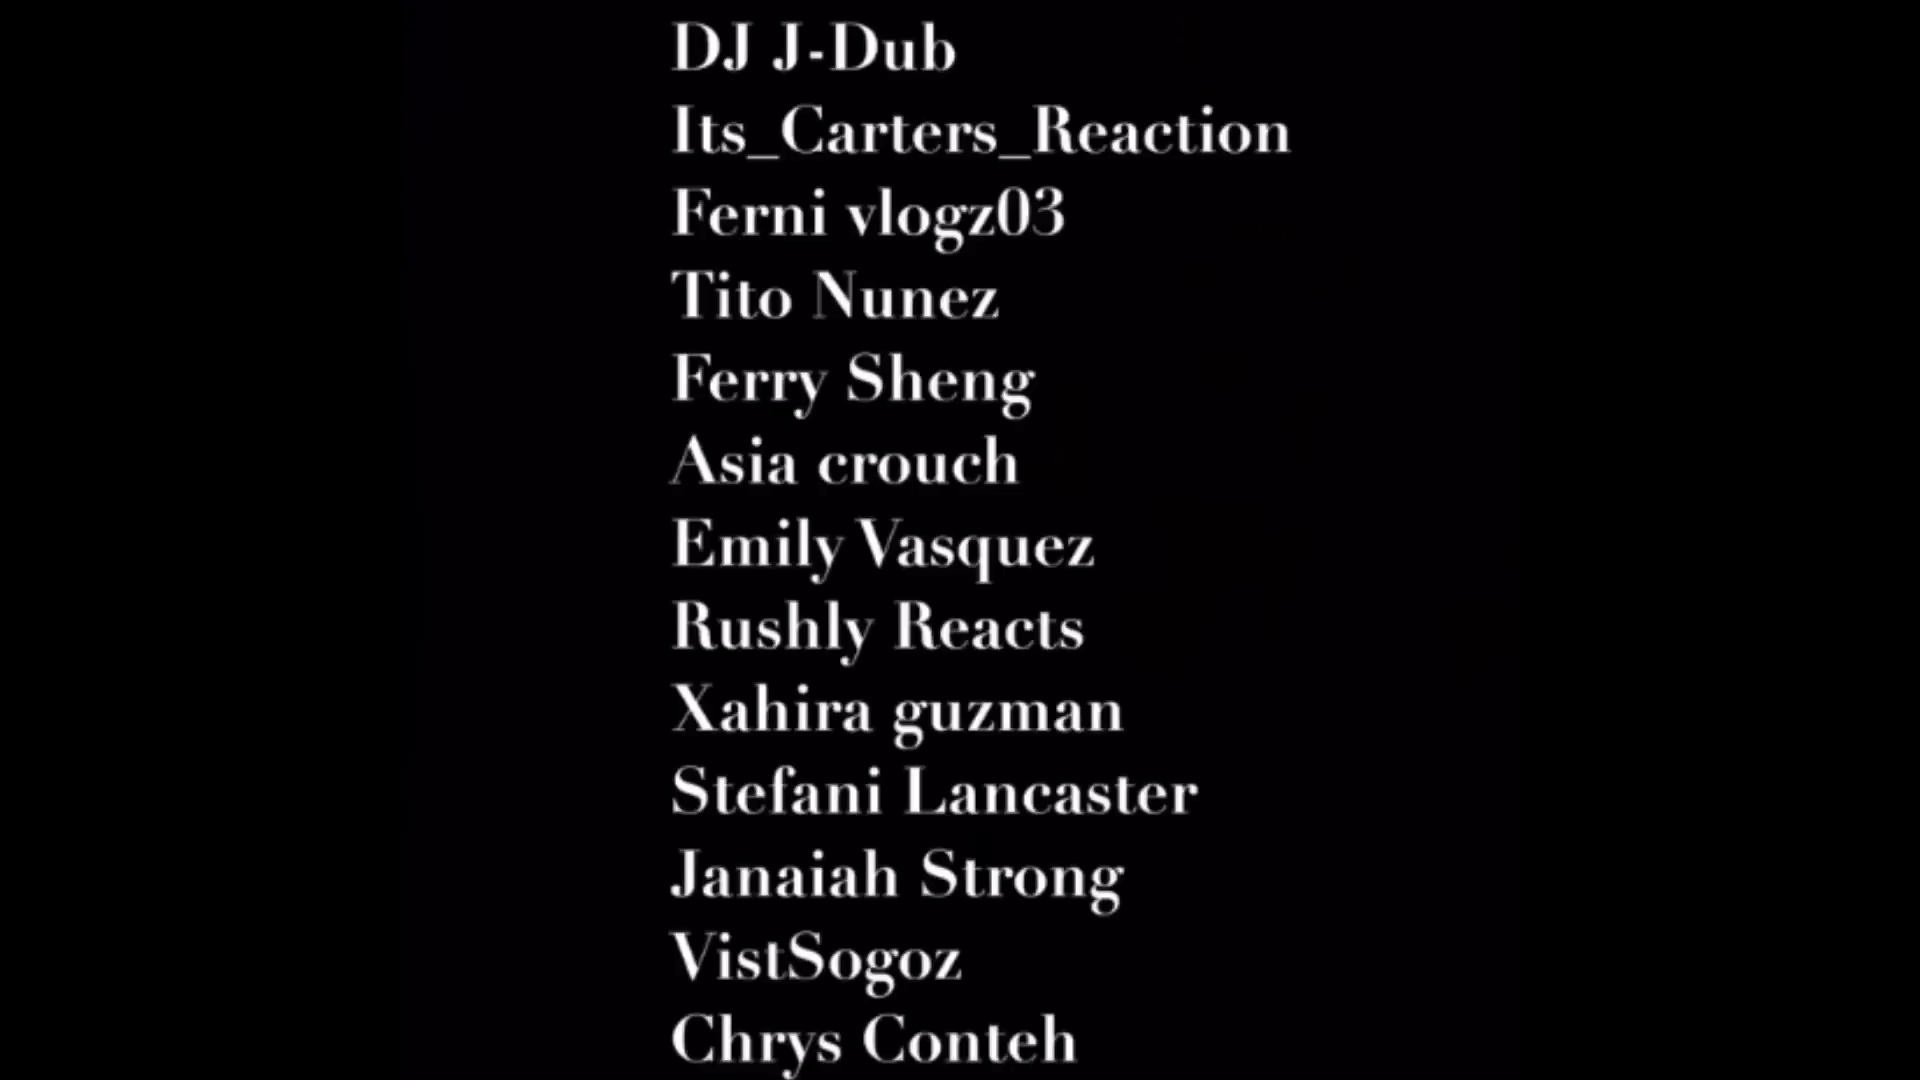 DJ J-Dub
Its_Carters_Reaction
Ferni vlogz03
Tito Nunez
Ferry Sheng
Asia crouch
Emily Vasquez
Rushly Reacts
Xahira guzman
Stefani Lancaster
Janaiah Strong
VistSogoz
Chrys Conteh